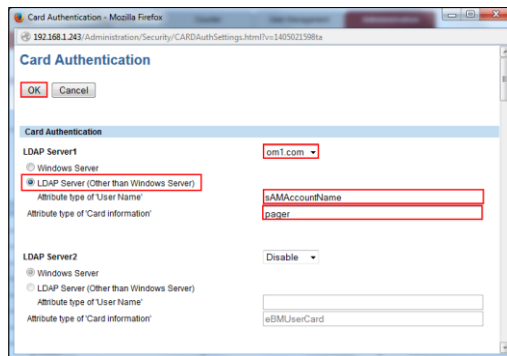 Card Authentication - Mozilla Firefox
192.168.1.243/Administration/Security/CARDAuthSettings.html?v=1405021598ta
Card Authentication
OK Cancel
Card Authentication
LDAP Server1 om1.com
Windows Server
LDAP Server (Other than Windows Server)
Attribute type of 'User Name' sAMAccountName
Attribute type of 'Card information' pager
LDAP Server2 Disable
Windows Server
LDAP Server (Other than Windows Server)
Attribute type of 'User Name'
Attribute type of 'Card information' eBMUserCard